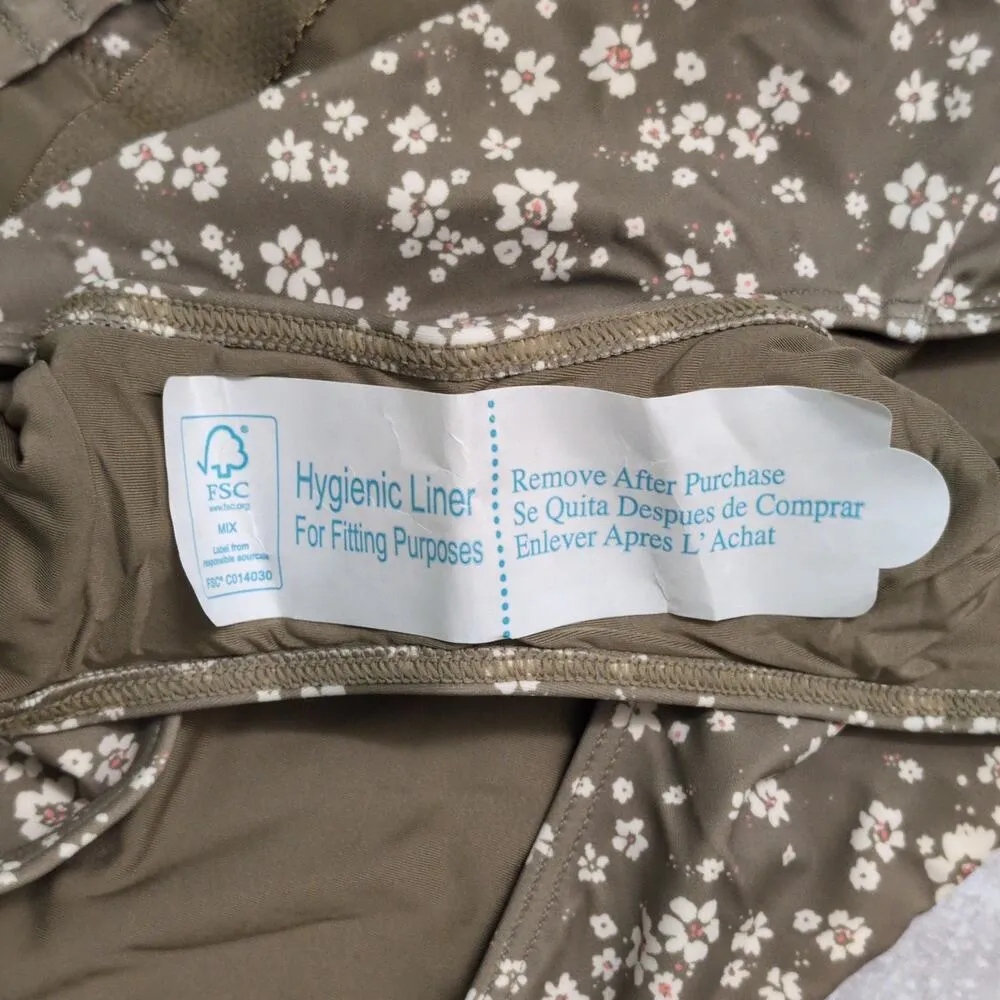 FSC®
www.fsc.org
MIX
Label from
responsible sources
FSC® C014030
Hygienic Liner
For Fitting Purposes
Remove After Purchase
Se Quita Despues de Comprar
Enlever Apres L'Achat